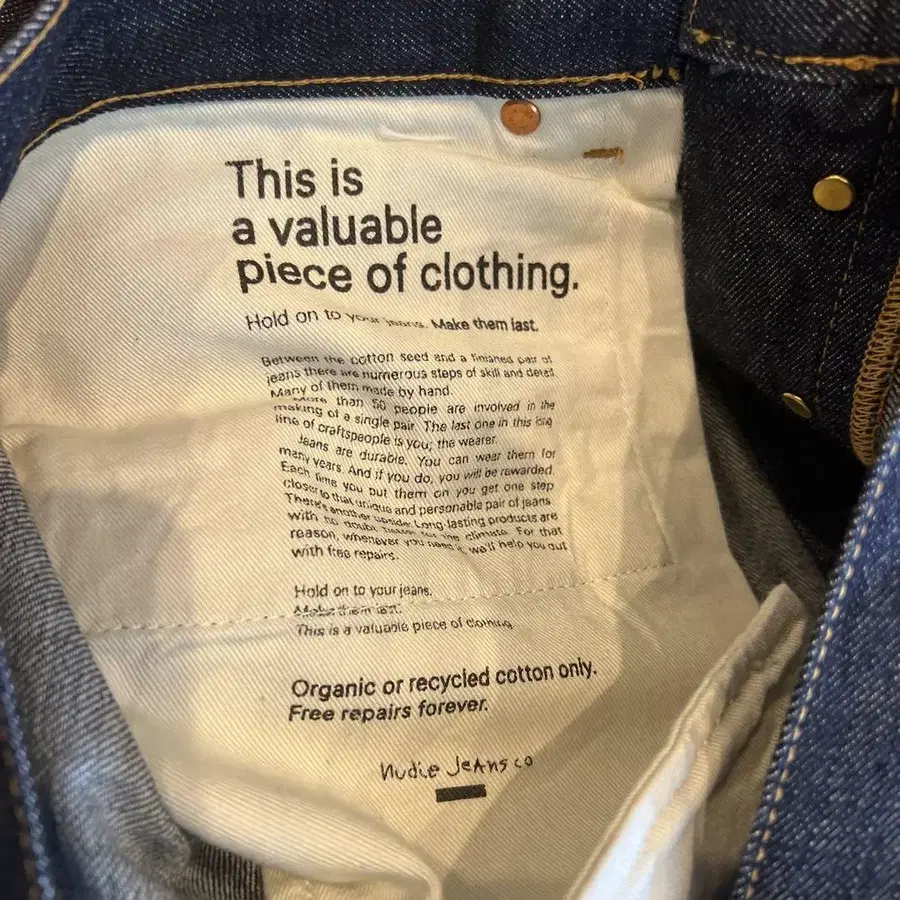 This is
a valuable
piece of clothing.
Hold on to your jeans. Make them last.
Between the cotton seed and a finished pair of
jeans there are numerous steps of skill and detail.
Many of them made by hand.
More than 50 people are involved in the
making of a single pair. The last one in this long
line of craftspeople is you; the wearer.
Jeans are durable. You can wear them for
many years. And if you do, you will be rewarded.
Each time you put them on you get one step
closer to that unique and personable pair of jeans
There's another upside: Long-lasting products are
with no doubt better for the climate. For that
reason, whenever you need it, we'll help you out
with free repairs.
Hold on to your jeans.
Make them last.
This is a valuable piece of clothing
Organic or recycled cotton only.
Free repairs forever.
Nudie Jeans co